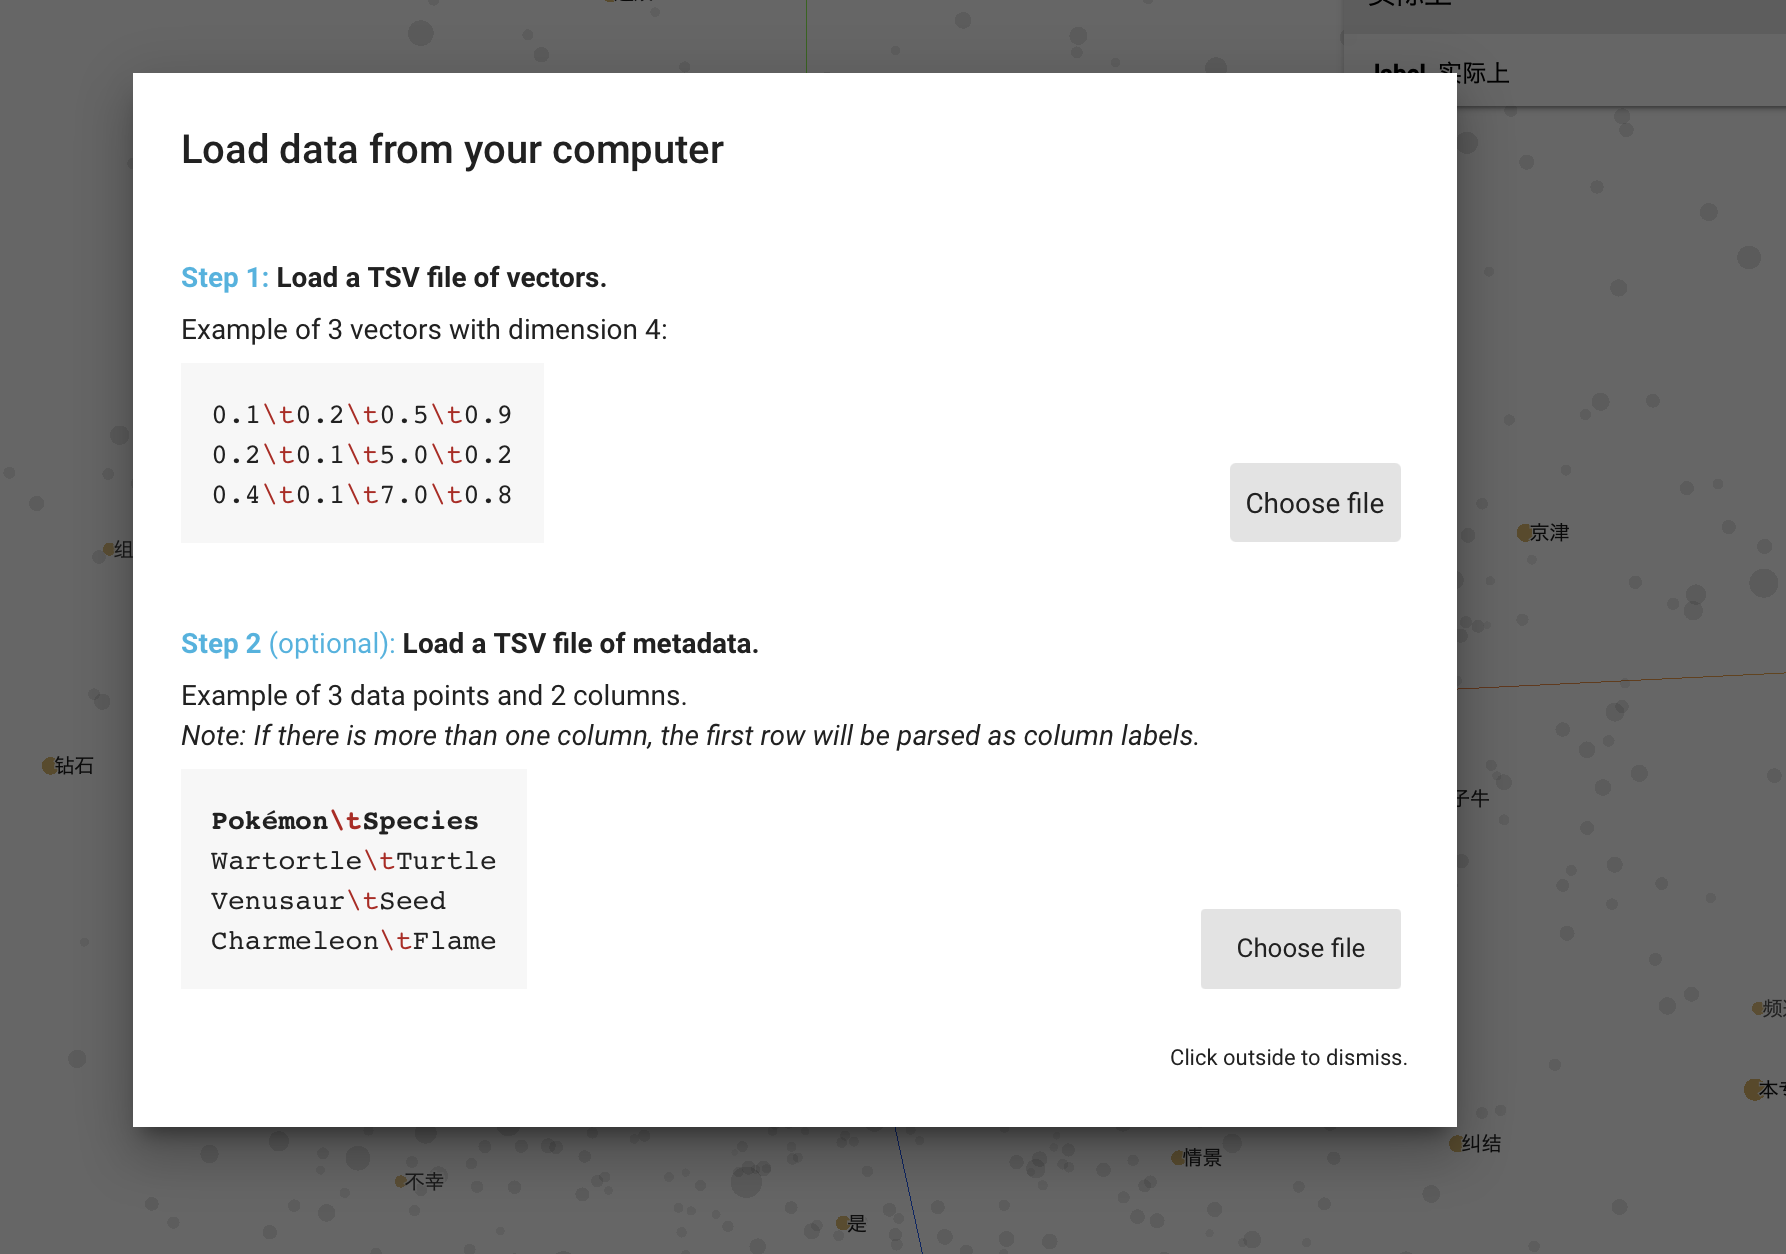 实际上
label 实际上
Load data from your computer
Step 1: Load a TSV file of vectors.
Example of 3 vectors with dimension 4:
0.1\t0.2\t0.5\t0.9
0.2\t0.1\t5.0\t0.2
0.4\t0.1\t7.0\t0.8
Choose file
组
京津
Step 2 (optional): Load a TSV file of metadata.
Example of 3 data points and 2 columns.
Note: If there is more than one column, the first row will be parsed as column labels.
钻石
子牛
Pokémon\tSpecies
Wartortle\tTurtle
Venusaur\tSeed
Charmeleon\tFlame
Choose file
Click outside to dismiss.
本专
纠结
情景
不幸
是